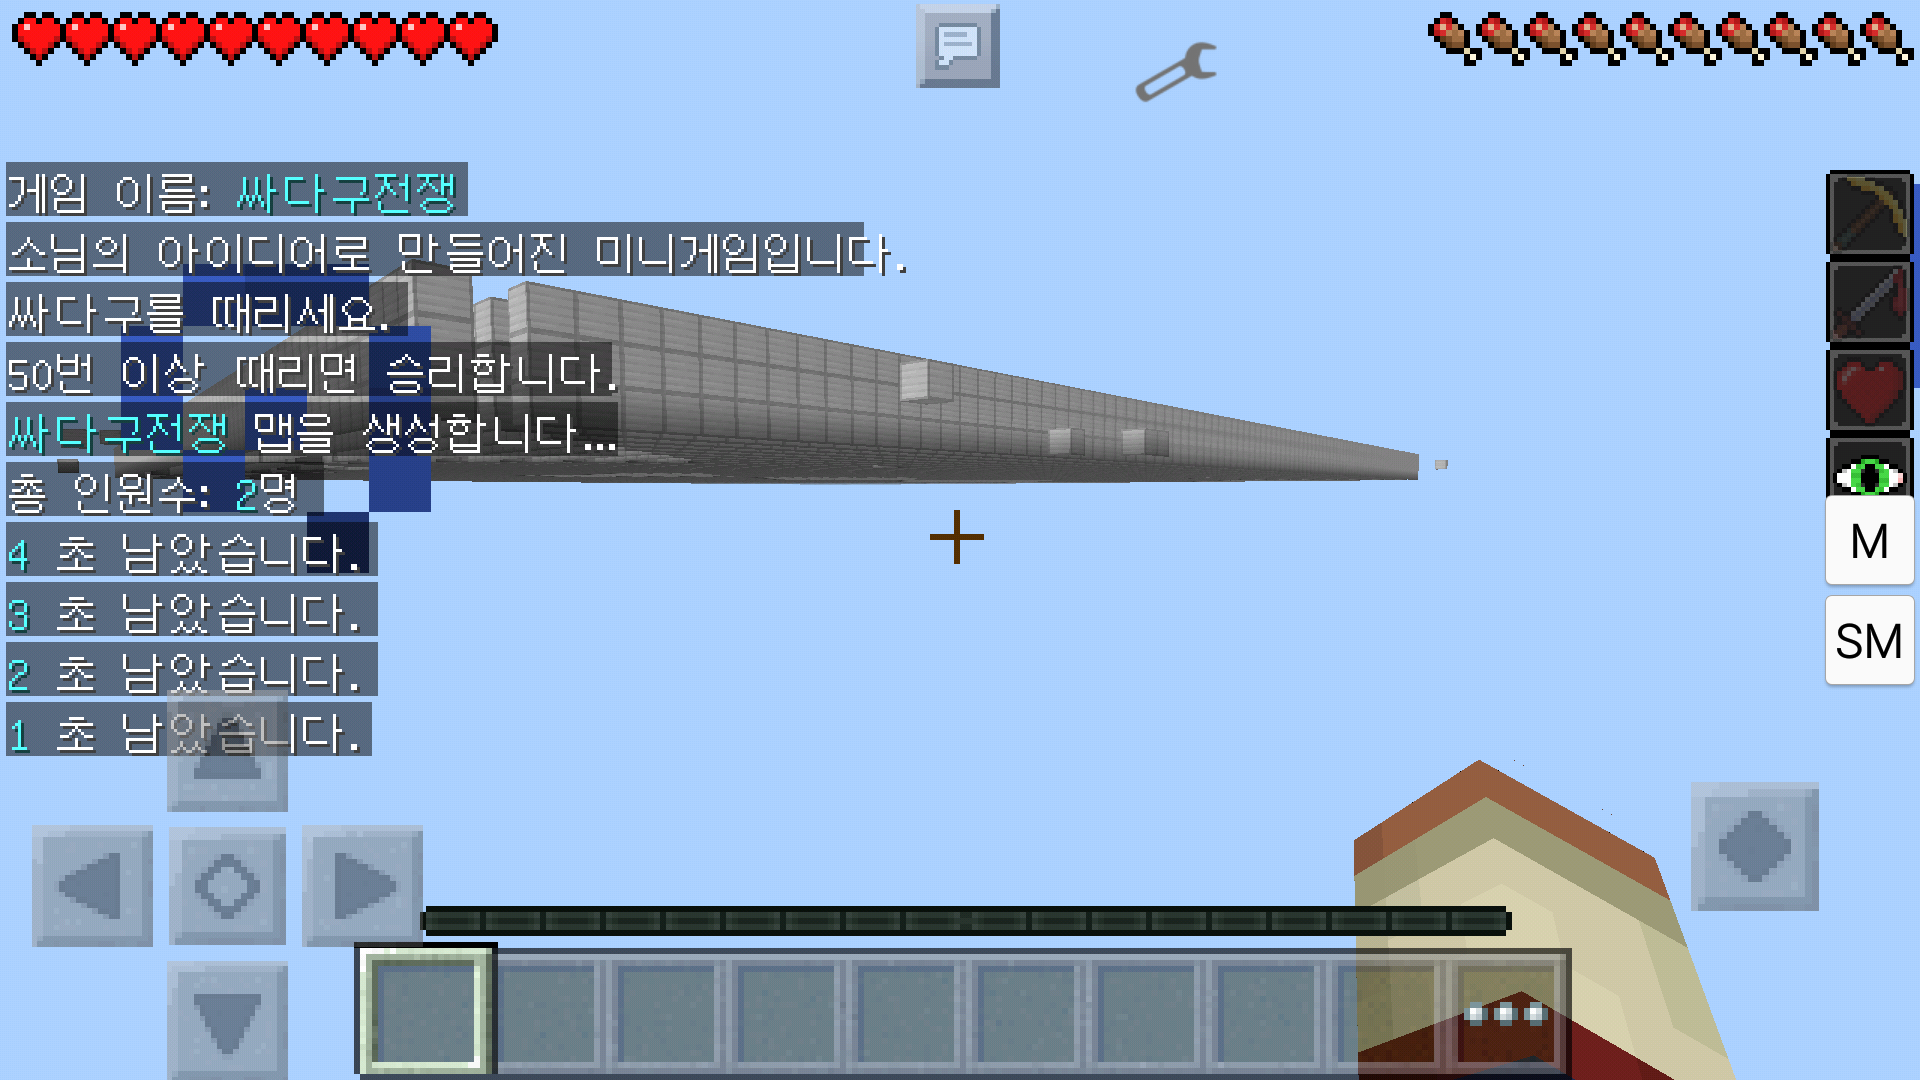 게임 이름: 싸다구전쟁
소님의 아이디어로 만들어진 미니게임입니다.
싸다구를 때리세요.
50번 이상 때리면 승리합니다.
싸다구전쟁 맵을 생성합니다...
총 인원수: 2명
4 초 남았습니다.
3 초 남았습니다.
2 초 남았습니다.
1 초 남았습니다.
M
SM